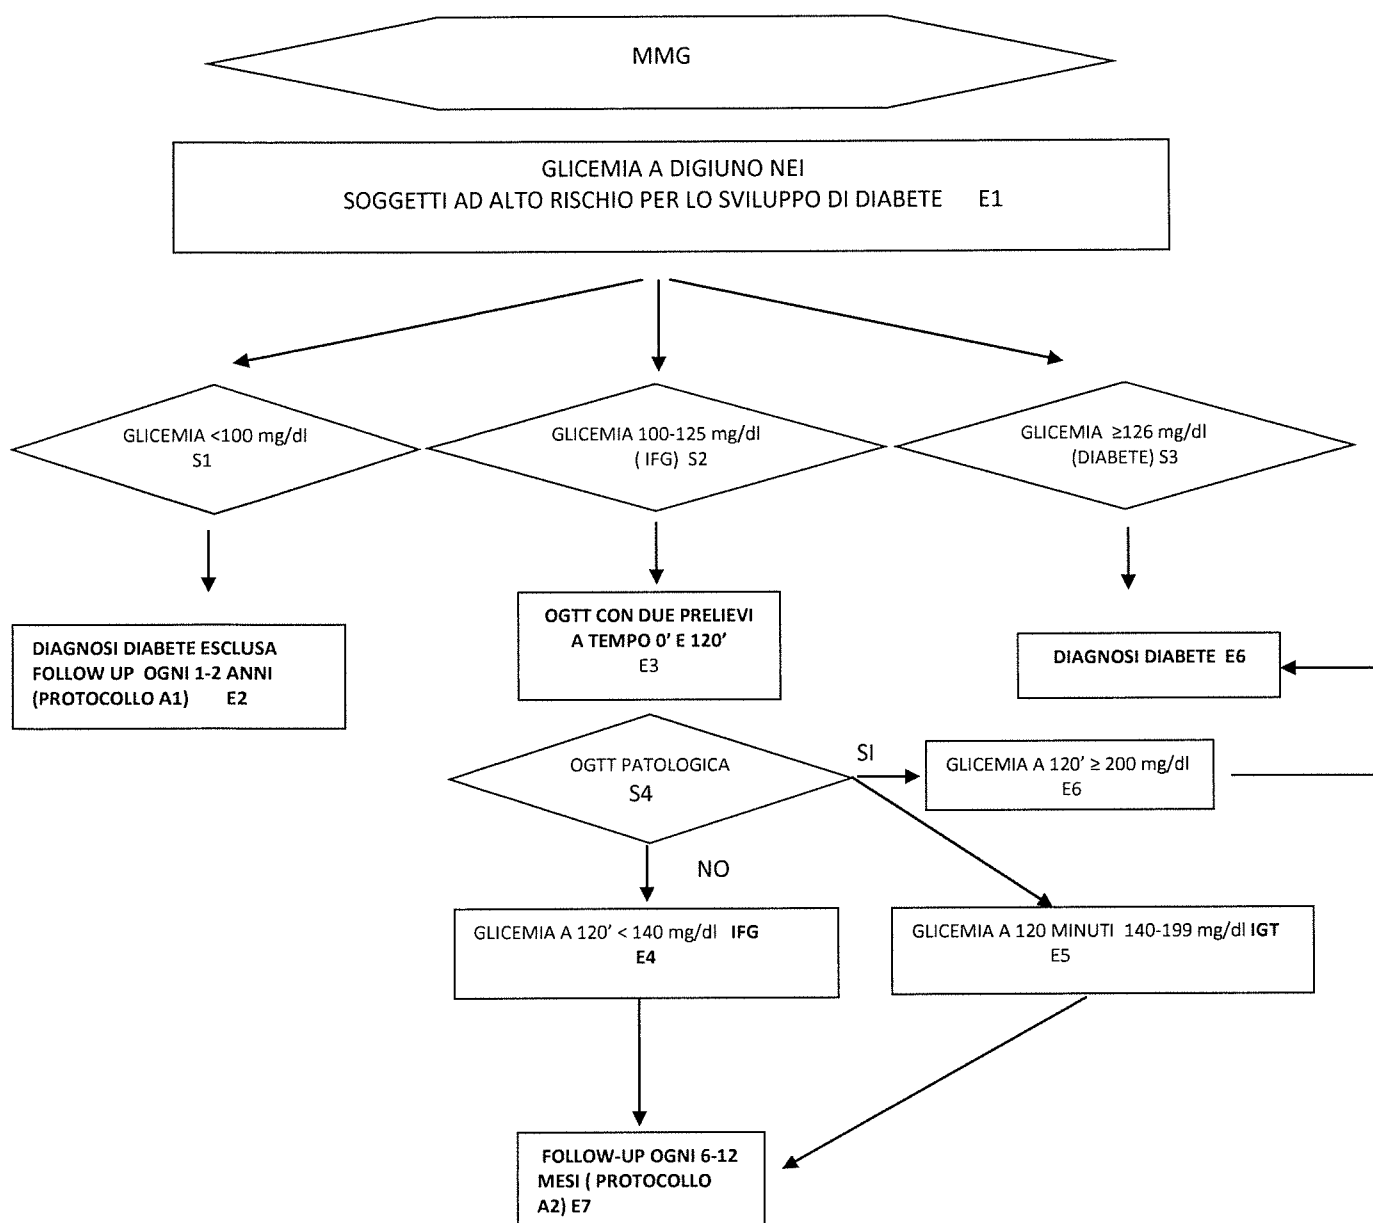 MMG
GLICEMIA A DIGIUNO NEI
SOGGETTI AD ALTO RISCHIO PER LO SVILUPPO DI DIABETE E1
GLICEMIA <100 mg/dl
S1
GLICEMIA 100-125 mg/dl
( IFG) S2
GLICEMIA ≥126 mg/dl
(DIABETE) S3
DIAGNOSI DIABETE ESCLUSA
FOLLOW UP OGNI 1-2 ANNI
(PROTOCOLLO A1) E2
OGTT CON DUE PRELIEVI
A TEMPO 0' E 120'
E3
DIAGNOSI DIABETE E6
OGTT PATOLOGICA
S4
SI
GLICEMIA A 120' ≥ 200 mg/dl
E6
NO
GLICEMIA A 120' < 140 mg/dl IFG
E4
GLICEMIA A 120 MINUTI 140-199 mg/dl IGT
E5
FOLLOW-UP OGNI 6-12
MESI ( PROTOCOLLO
A2) E7